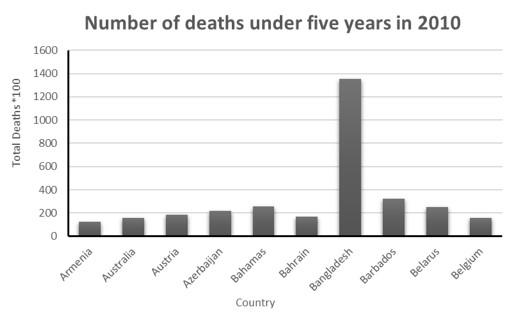 Number of deaths under five years in 2010
Total Deaths *100
1600
1400
1200
1000
800
600
400
200
0
Armenia
Australia
Austria
Azerbaijan
Bahamas
Bahrain
Bangladesh
Barbados
Belarus
Belgium
Country